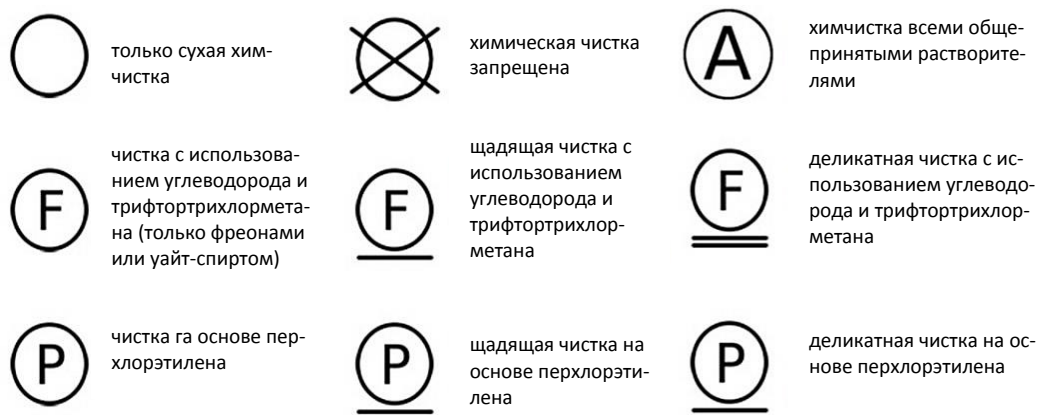 только сухая хим-
чистка
химическая чистка
запрещена
A
химчистка всеми обще-
принятыми растворите-
лями
F
чистка с использова-
нием углеводорода и
трифтортрихлормета-
на (только фреонами
или уайт-спиртом)
F
щадящая чистка с
использованием
углеводорода и
трифтортрихлор-
метана
F
деликатная чистка с ис-
пользованием углеводо-
рода и трифтортрихлор-
метана
P
чистка га основе пер-
хлорэтилена
P
щадящая чистка на
основе перхлорэти-
лена
P
деликатная чистка на ос-
нове перхлорэтилена